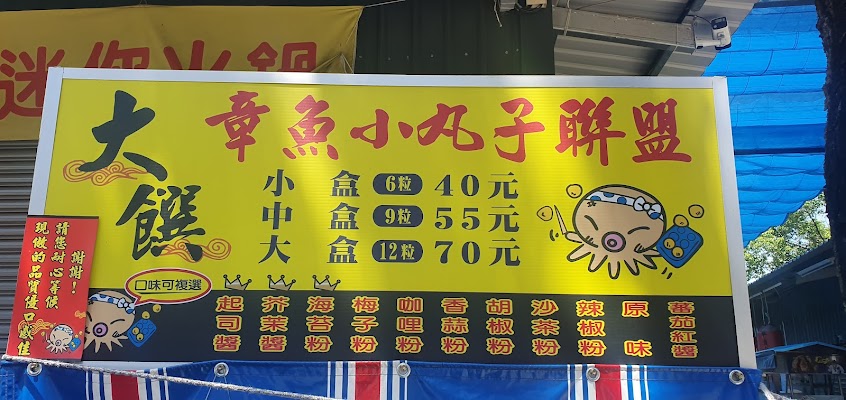 迷你火鍋
大饌
章魚小丸子聯盟
小盒 6粒 40元
中盒 9粒 55元
大盒 12粒 70元
口味可複選
起司醬
芥茉醬
海苔粉
梅子粉
咖哩粉
香蒜粉
胡椒粉
沙茶粉
辣椒粉
原味
蕃茄紅醬
謝謝!
請您耐心等候
現做的品質優口感佳